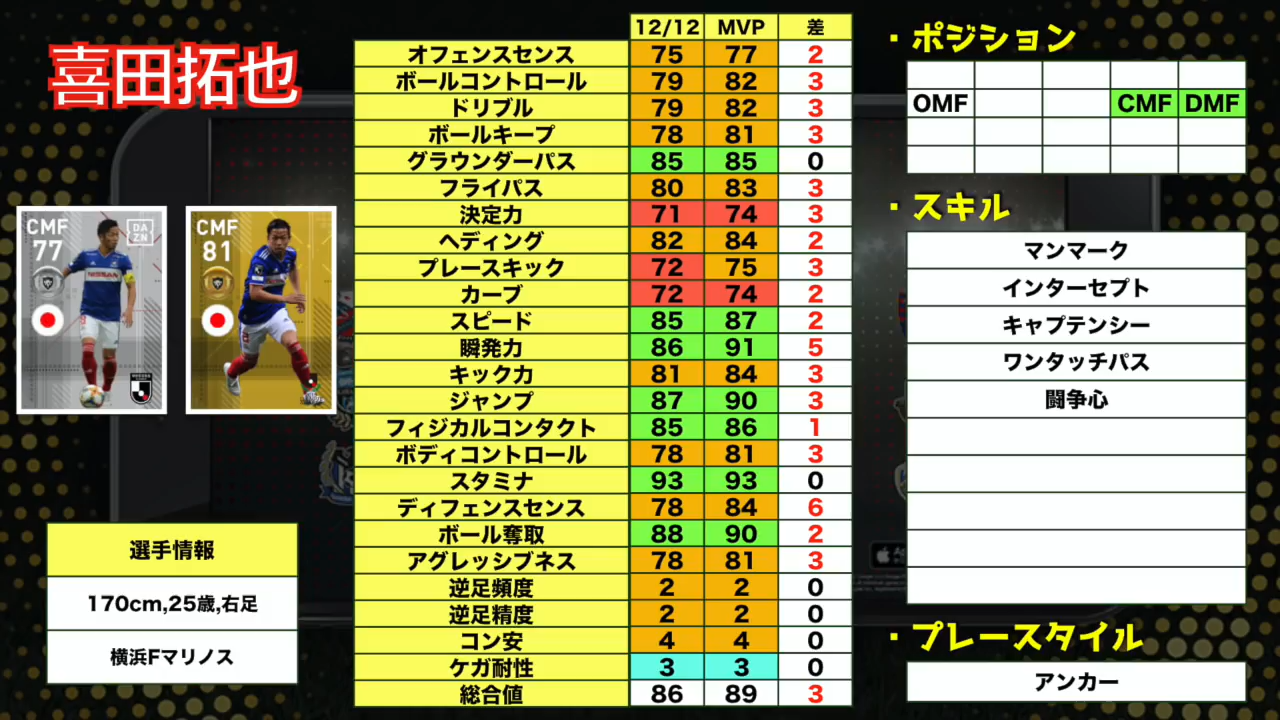 喜田拓也
CMF
77
DA
ZN
CMF
81
選手情報
170cm,25歳,右足
横浜Fマリノス
12/12 MVP 差
オフェンスセンス 75 77 2
ボールコントロール 79 82 3
ドリブル 79 82 3
ボールキープ 78 81 3
グラウンダーパス 85 85 0
フライパス 80 83 3
決定力 71 74 3
ヘディング 82 84 2
プレースキック 72 75 3
カーブ 72 74 2
スピード 85 87 2
瞬発力 86 91 5
キック力 81 84 3
ジャンプ 87 90 3
フィジカルコンタクト 85 86 1
ボディコントロール 78 81 3
スタミナ 93 93 0
ディフェンスセンス 78 84 6
ボール奪取 88 90 2
アグレッシブネス 78 81 3
逆足頻度 2 2 0
逆足精度 2 2 0
コン安 4 4 0
ケガ耐性 3 3 0
総合値 86 89 3
・ポジション
OMF CMF DMF
・スキル
マンマーク
インターセプト
キャプテンシー
ワンタッチパス
闘争心
・プレースタイル
アンカー